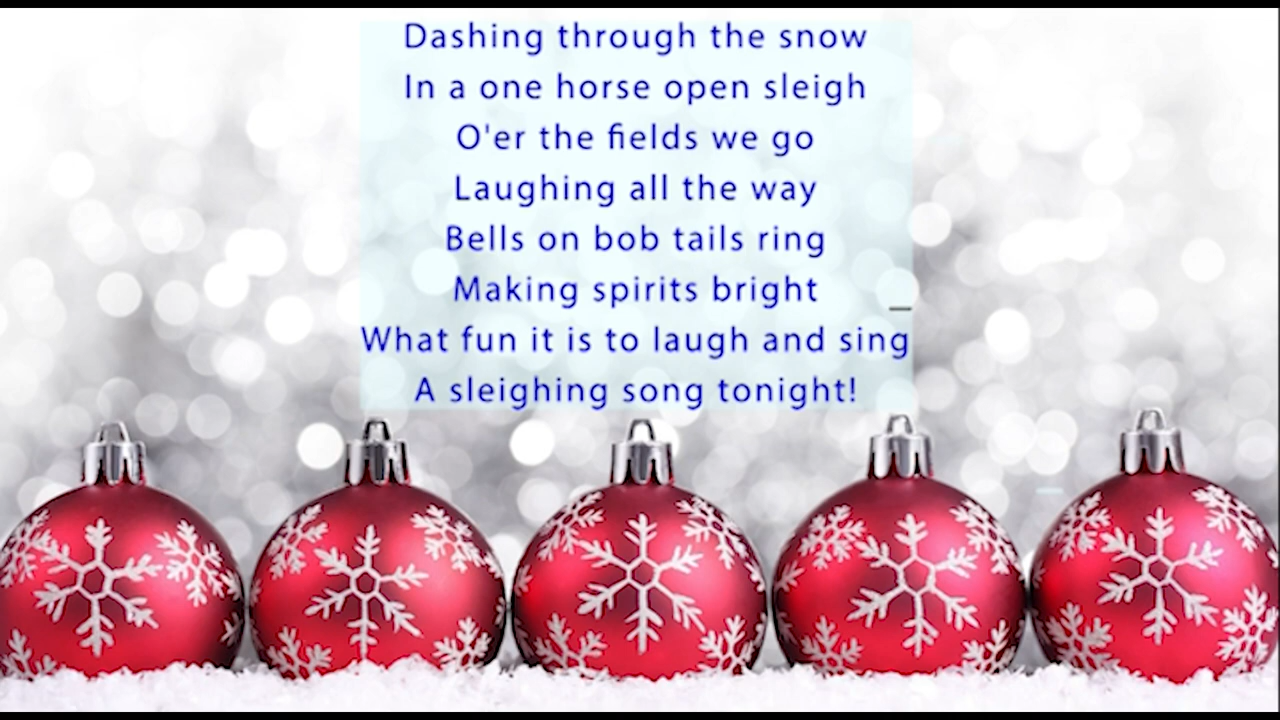 Dashing through the snow
In a one horse open sleigh
O'er the fields we go
Laughing all the way
Bells on bob tails ring
Making spirits bright
What fun it is to laugh and sing
A sleighing song tonight!